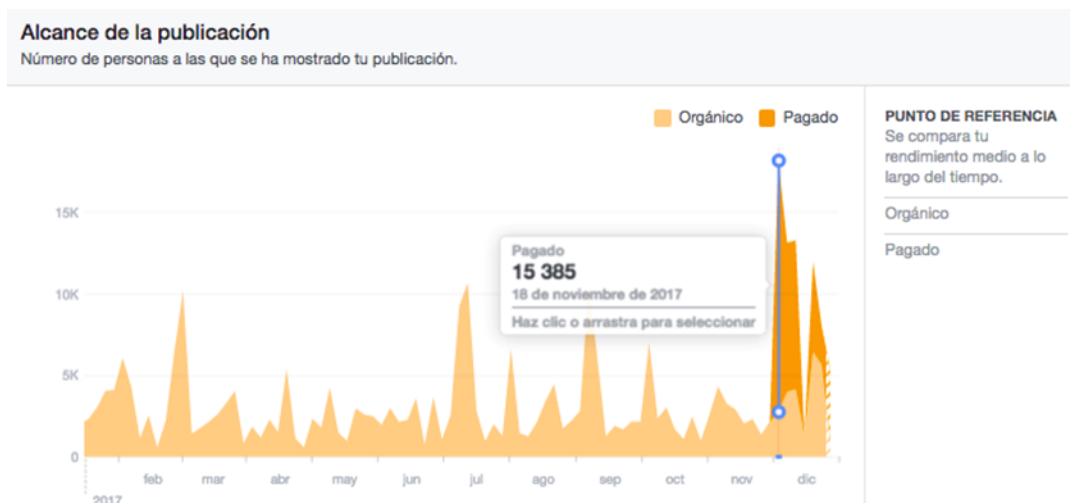 Alcance de la publicación
Número de personas a las que se ha mostrado tu publicación.
Orgánico Pagado
PUNTO DE REFERENCIA
Se compara tu
rendimiento medio a lo
largo del tiempo.
Orgánico
Pagado
15K
10K
5K
0
Pagado
15 385
18 de noviembre de 2017
Haz clic o arrastra para seleccionar
feb mar abr may jun jul ago sep oct nov dic
2017